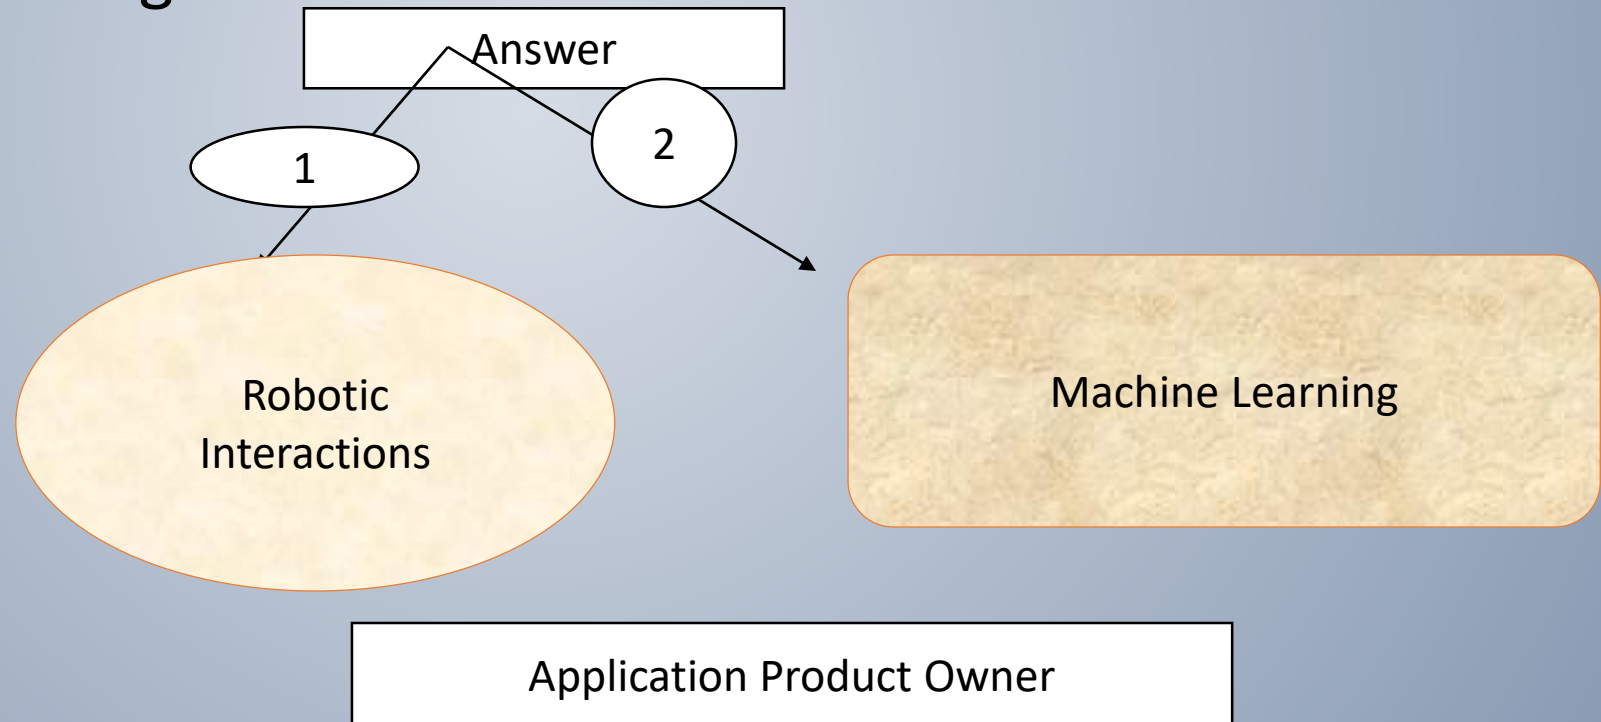 Answer
1
2
Robotic
Interactions
Machine Learning
Application Product Owner